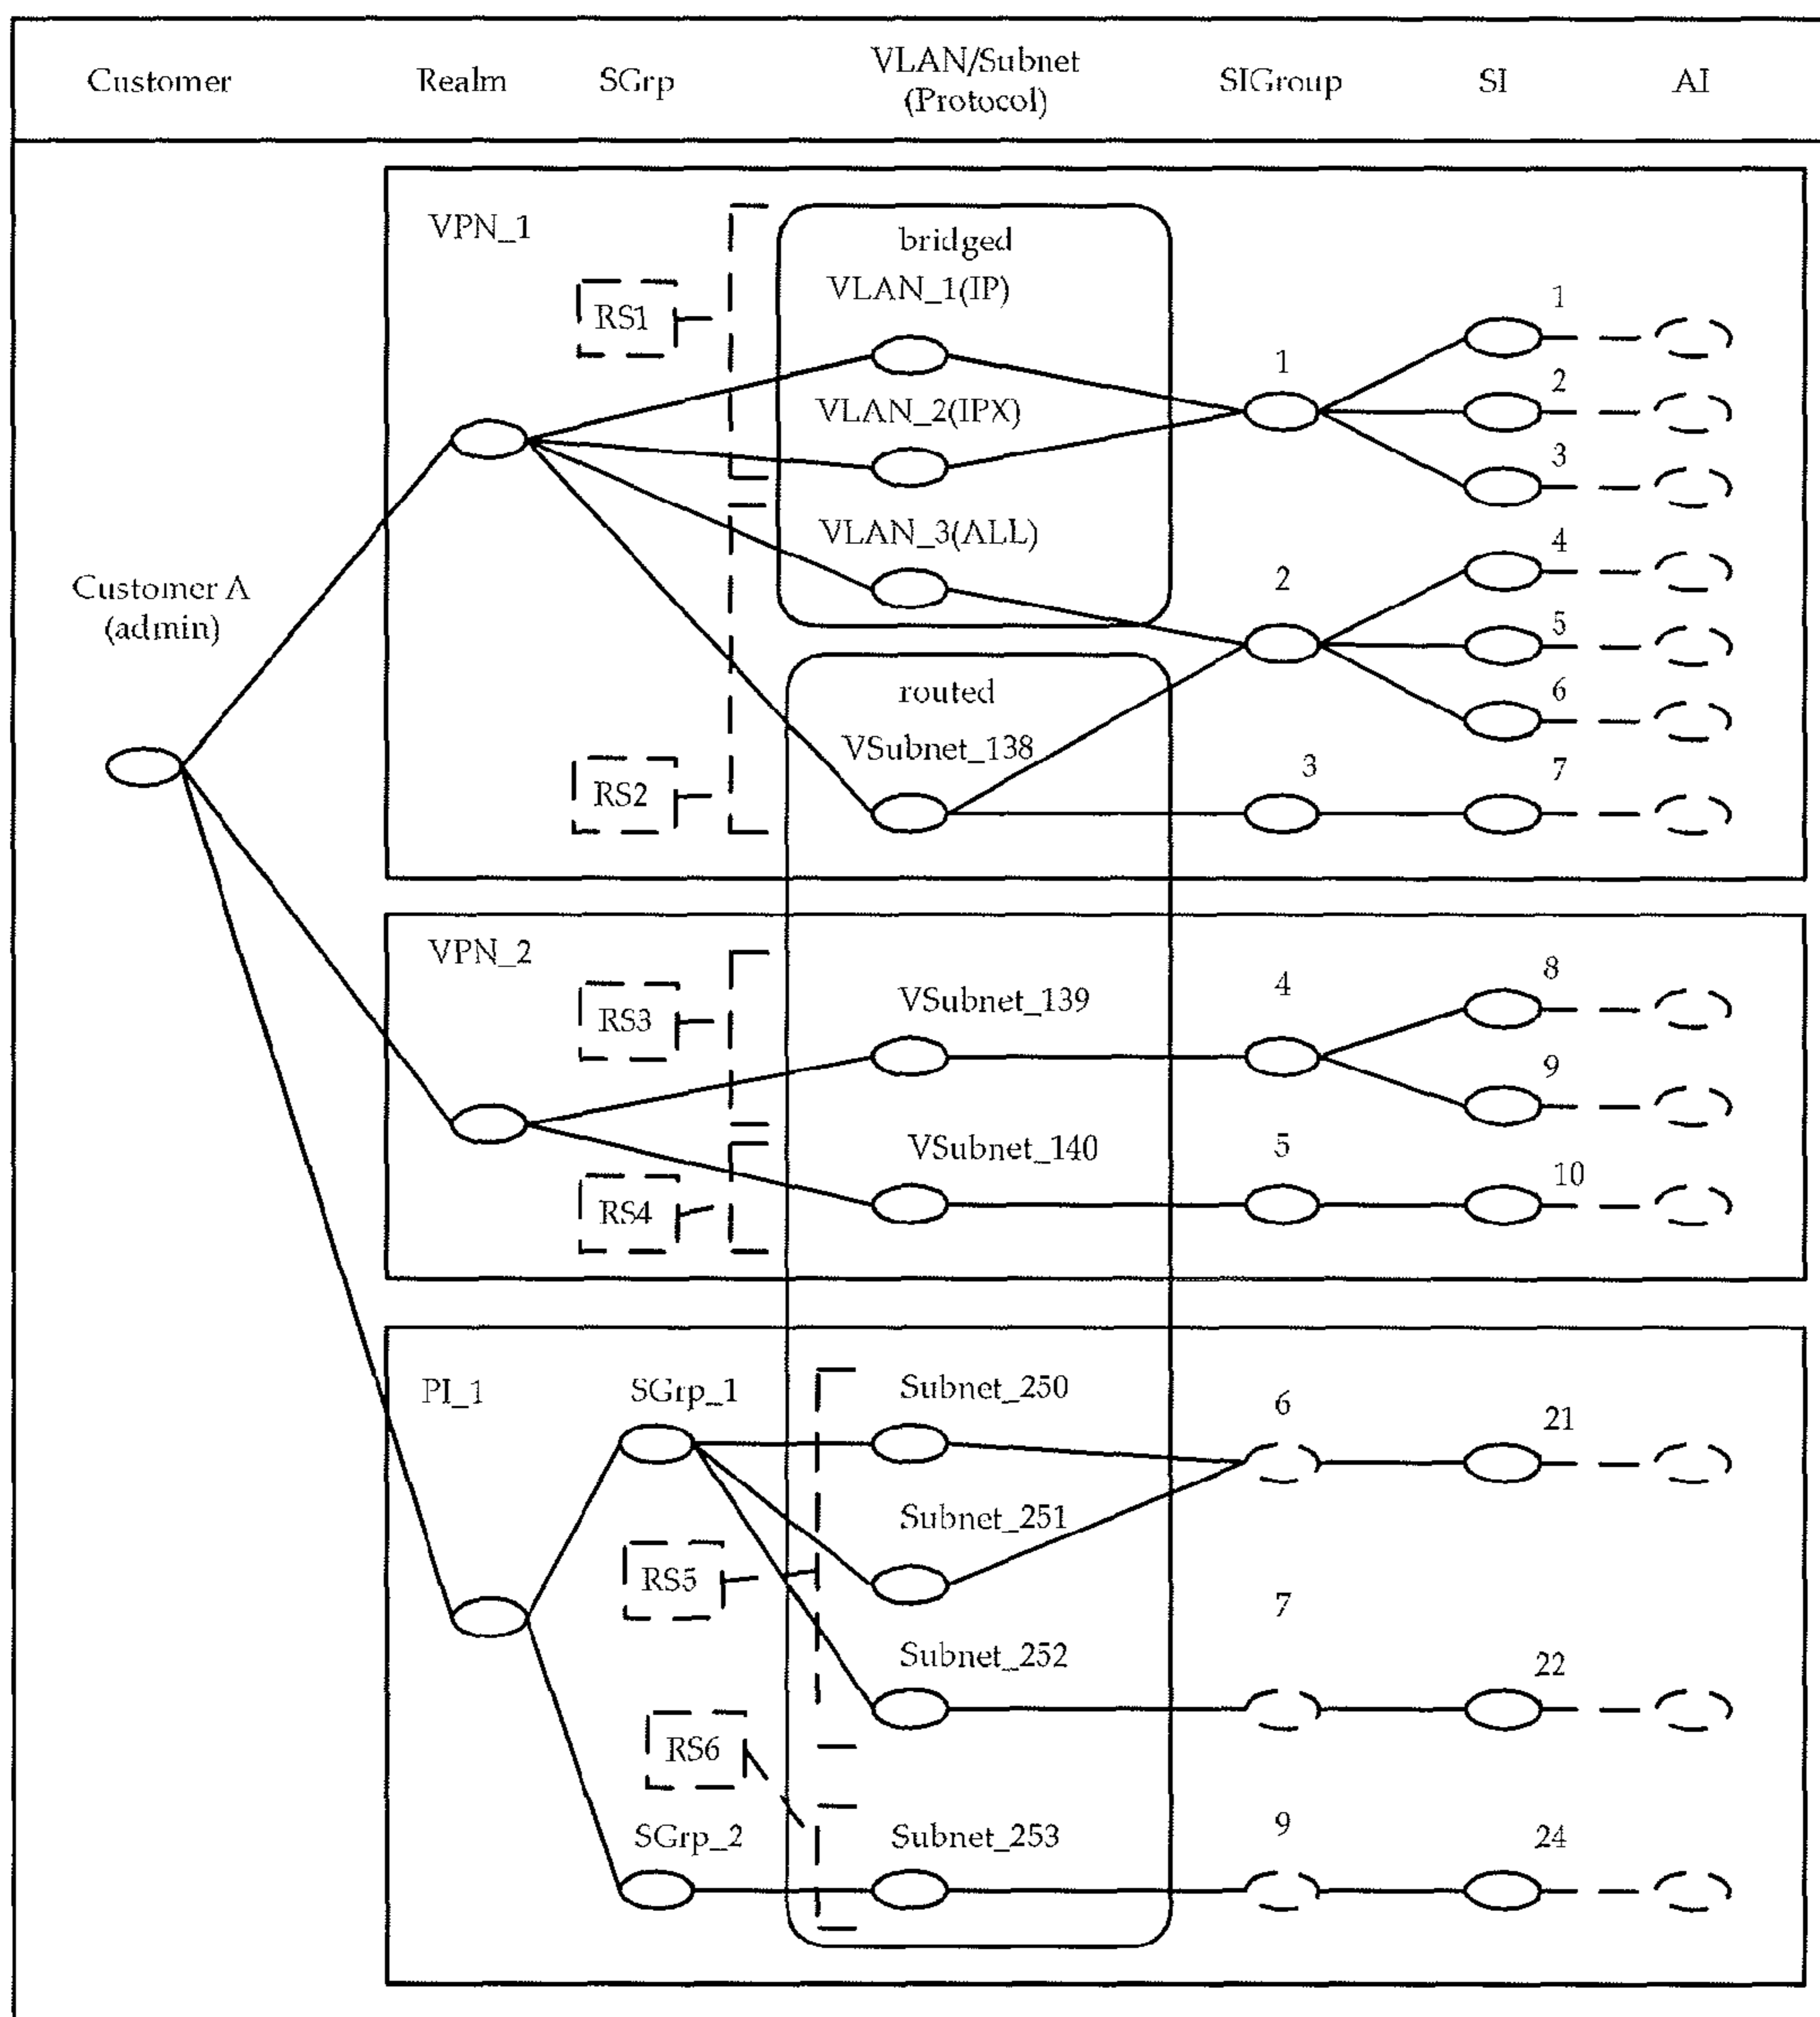 Customer Realm SGrp VLAN/Subnet (Protocol) SIGroup SI AI
VPN_1
bridged
RS1
VLAN_1(IP)
1
1
VLAN_2(IPX)
2
3
VLAN_3(ALL)
4
2
Customer A
(admin)
5
routed
6
VSubnet_138
RS2
3
7
VPN_2
RS3
VSubnet_139
4
8
9
VSubnet_140
5
10
RS4
PI_1
SGrp_1
Subnet_250
6
21
Subnet_251
RS5
7
Subnet_252
22
RS6
SGrp_2
Subnet_253
9
24